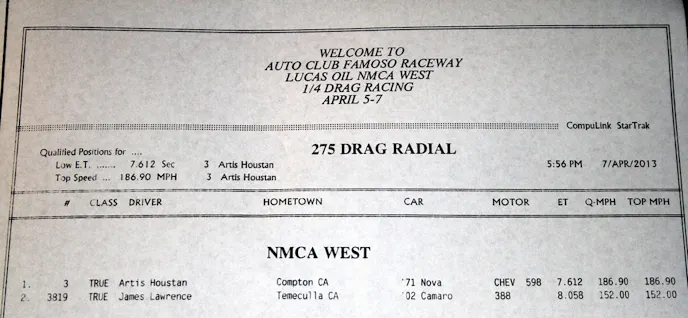 WELCOME TO
AUTO CLUB FAMOSO RACEWAY
LUCAS OIL NMCA WEST
1/4 DRAG RACING
APRIL 5-7
CompuLink StarTrak
Qualified Positions for ....
275 DRAG RADIAL
Low E.T. ....... 7.612 Sec 3 Artis Houstan 5:56 PM 7/APR/2013
Top Speed ... 186.90 MPH 3 Artis Houstan
# CLASS DRIVER HOMETOWN CAR MOTOR ET Q-MPH TOP MPH
NMCA WEST
1. 3 TRUE Artis Houstan Compton CA '71 Nova CHEV 598 7.612 186.90 186.90
2. 3819 TRUE James Lawrence Temeculla CA '02 Camaro 388 8.058 152.00 152.00